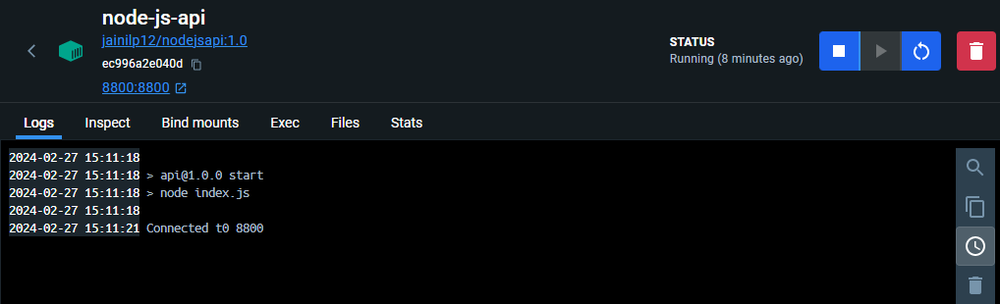 node-js-api
jainilp12/nodejsapi:1.0
ec996a2e040d
8800:8800
STATUS
Running (8 minutes ago)
Logs Inspect Bind mounts Exec Files Stats
2024-02-27 15:11:18
2024-02-27 15:11:18 > api@1.0.0 start
2024-02-27 15:11:18 > node index.js
2024-02-27 15:11:18
2024-02-27 15:11:21 Connected t0 8800